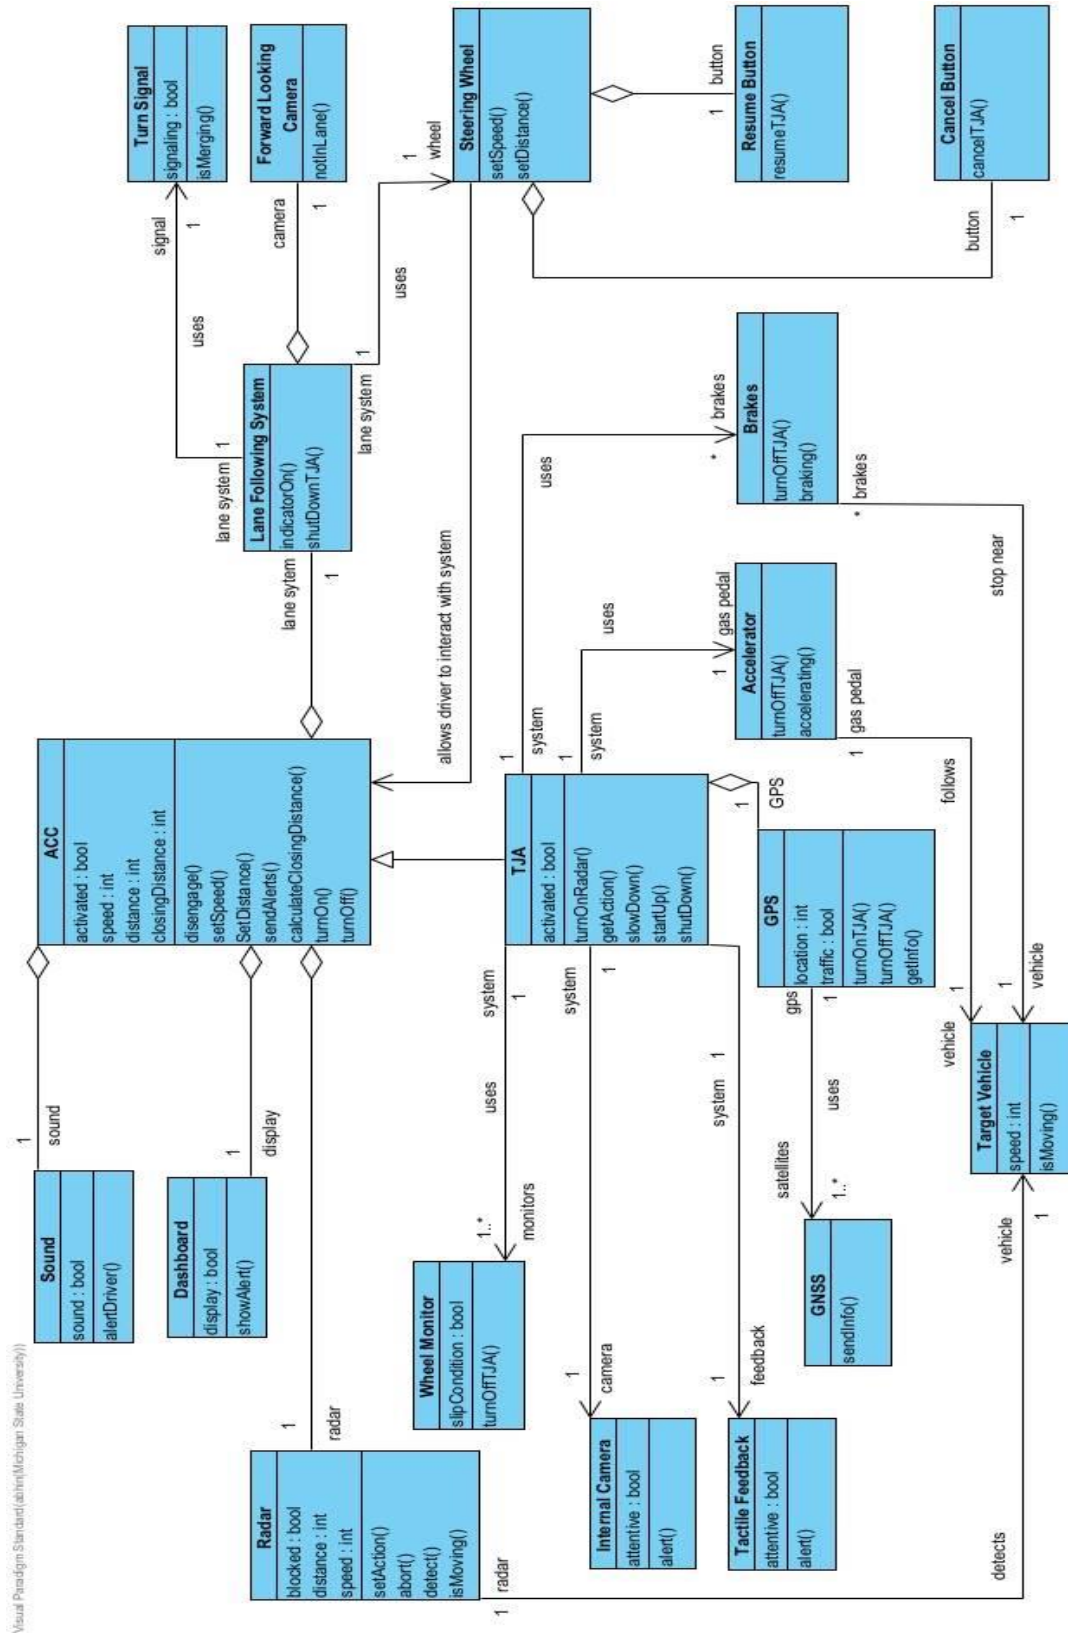 Visual Paradigm Standard(abhin(Michigan State University))
Turn Signal
signaling : bool
isMerging()
Forward Looking
Camera
notInLane()
signal
1
uses
camera
1
lane system
1
Lane Following System
indicatorOn()
shutDownTJA()
lane system
1
uses
1
wheel
lane sytem
1
Steering Wheel
setSpeed()
setDistance()
1
button
Resume Button
resumeTJA()
button
1
Cancel Button
cancelTJA()
allows driver to interact with system
ACC
activated : bool
speed : int
distance : int
closingDistance : int
disengage()
setSpeed()
SetDistance()
sendAlerts()
calculateClosingDistance()
turnOn()
turnOff()
1
sound
Sound
sound : bool
alertDriver()
1
display
Dashboard
display : bool
showAlert()
1
radar
Radar
blocked : bool
distance : int
speed : int
setAction()
abort()
detect()
isMoving()
1
radar
detects
vehicle
1
TJA
activated : bool
turnOnRadar()
getAction()
slowDown()
startUp()
shutDown()
1
system
uses
*
brakes
Brakes
turnOffTJA()
braking()
*
brakes
stop near
1
vehicle
1
system
uses
1
gas pedal
Accelerator
turnOffTJA()
accelerating()
1
gas pedal
follows
1
vehicle
system
1
uses
1..*
monitors
Wheel Monitor
slipCondition : bool
turnOffTJA()
system
1
1
camera
Internal Camera
attentive : bool
alert()
system
1
1
feedback
Tactile Feedback
attentive : bool
alert()
1
GPS
GPS
location : int
traffic : bool
turnOnTJA()
turnOffTJA()
getInfo()
gps
1
uses
satellites
1..*
GNSS
sendInfo()
Target Vehicle
speed : int
isMoving()